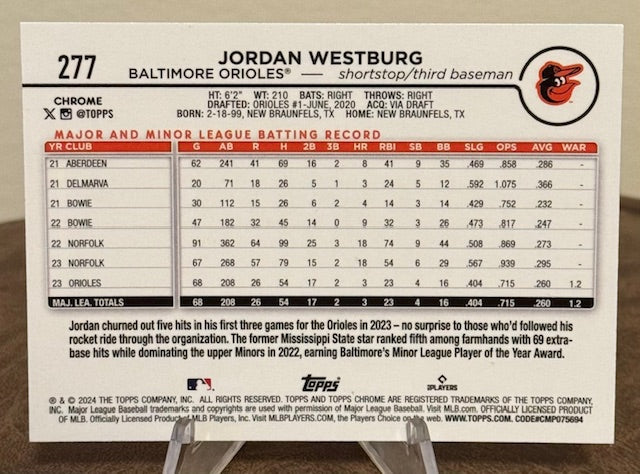 277
JORDAN WESTBURG
BALTIMORE ORIOLES® — shortstop/third baseman
CHROME
X @TOPPS
HT: 6'2" WT: 210 BATS: RIGHT THROWS: RIGHT
DRAFTED: ORIOLES #1-JUNE, 2020 ACQ: VIA DRAFT
BORN: 2-18-99, NEW BRAUNFELS, TX HOME: NEW BRAUNFELS, TX
MAJOR AND MINOR LEAGUE BATTING RECORD
YR CLUB G AB R H 2B 3B HR RBI SB BB SLG OPS AVG WAR
21 ABERDEEN 62 241 41 69 16 2 8 41 9 35 .469 .858 .286 -
21 DELMARVA 20 71 18 26 5 1 3 24 5 12 .592 1.075 .366 -
21 BOWIE 30 112 15 26 6 2 4 14 3 14 .429 .752 .232 -
22 BOWIE 47 182 32 45 14 0 9 32 3 26 .473 .817 .247 -
22 NORFOLK 91 362 64 99 25 3 18 74 9 44 .508 .869 .273 -
23 NORFOLK 67 268 57 79 15 2 18 54 6 29 .567 .939 .295 -
23 ORIOLES 68 208 26 54 17 2 3 23 4 16 .404 .715 .260 1.2
MAJ. LEA. TOTALS 68 208 26 54 17 2 3 23 4 16 .404 .715 .260 1.2
Jordan churned out five hits in his first three games for the Orioles in 2023 – no surprise to those who'd followed his
rocket ride through the organization. The former Mississippi State star ranked fifth among farmhands with 69 extra-
base hits while dominating the upper Minors in 2022, earning Baltimore's Minor League Player of the Year Award.
Topps
PLAYERS
® & © 2024 THE TOPPS COMPANY, INC. ALL RIGHTS RESERVED. TOPPS AND TOPPS CHROME ARE REGISTERED TRADEMARKS OF THE TOPPS COMPANY,
INC. Major League Baseball trademarks and copyrights are used with permission of Major League Baseball. Visit MLB.com. OFFICIALLY LICENSED PRODUCT
OF MLB. Officially Licensed Product of MLB Players, Inc. Visit MLBPLAYERS.COM, the Players Choice on the web. WWW.TOPPS.COM. CODE#CMP075694